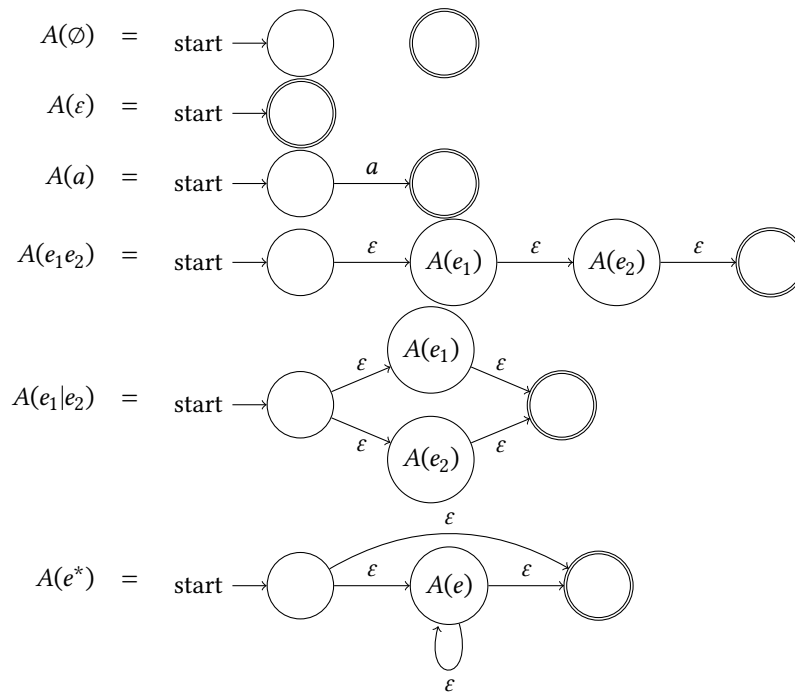 A(∅) = start
A(ε) = start
A(a) = start a
A(e₁e₂) = start ε A(e₁) ε A(e₂) ε
A(e₁|e₂) = start ε A(e₁) ε ε A(e₂) ε
A(e*) = start ε ε A(e) ε ε